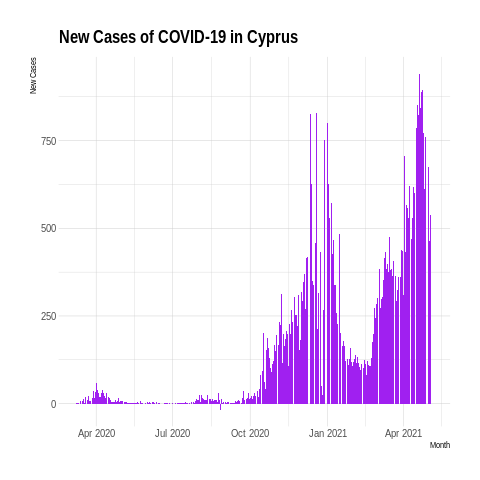 New Cases of COVID-19 in Cyprus
New Cases
750
500
250
0
Apr 2020 Jul 2020 Oct 2020 Jan 2021 Apr 2021
Month